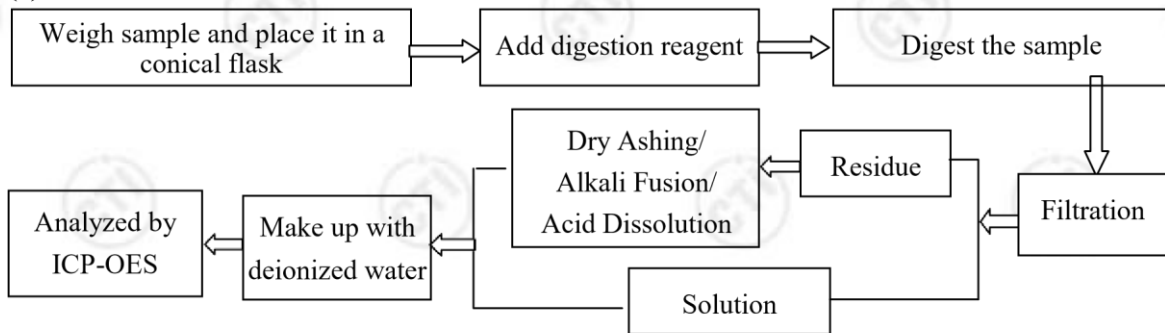 Weigh sample and place it in a
conical flask
Add digestion reagent
Digest the sample
Filtration
Residue
Dry Ashing/
Alkali Fusion/
Acid Dissolution
Solution
Make up with
deionized water
Analyzed by
ICP-OES